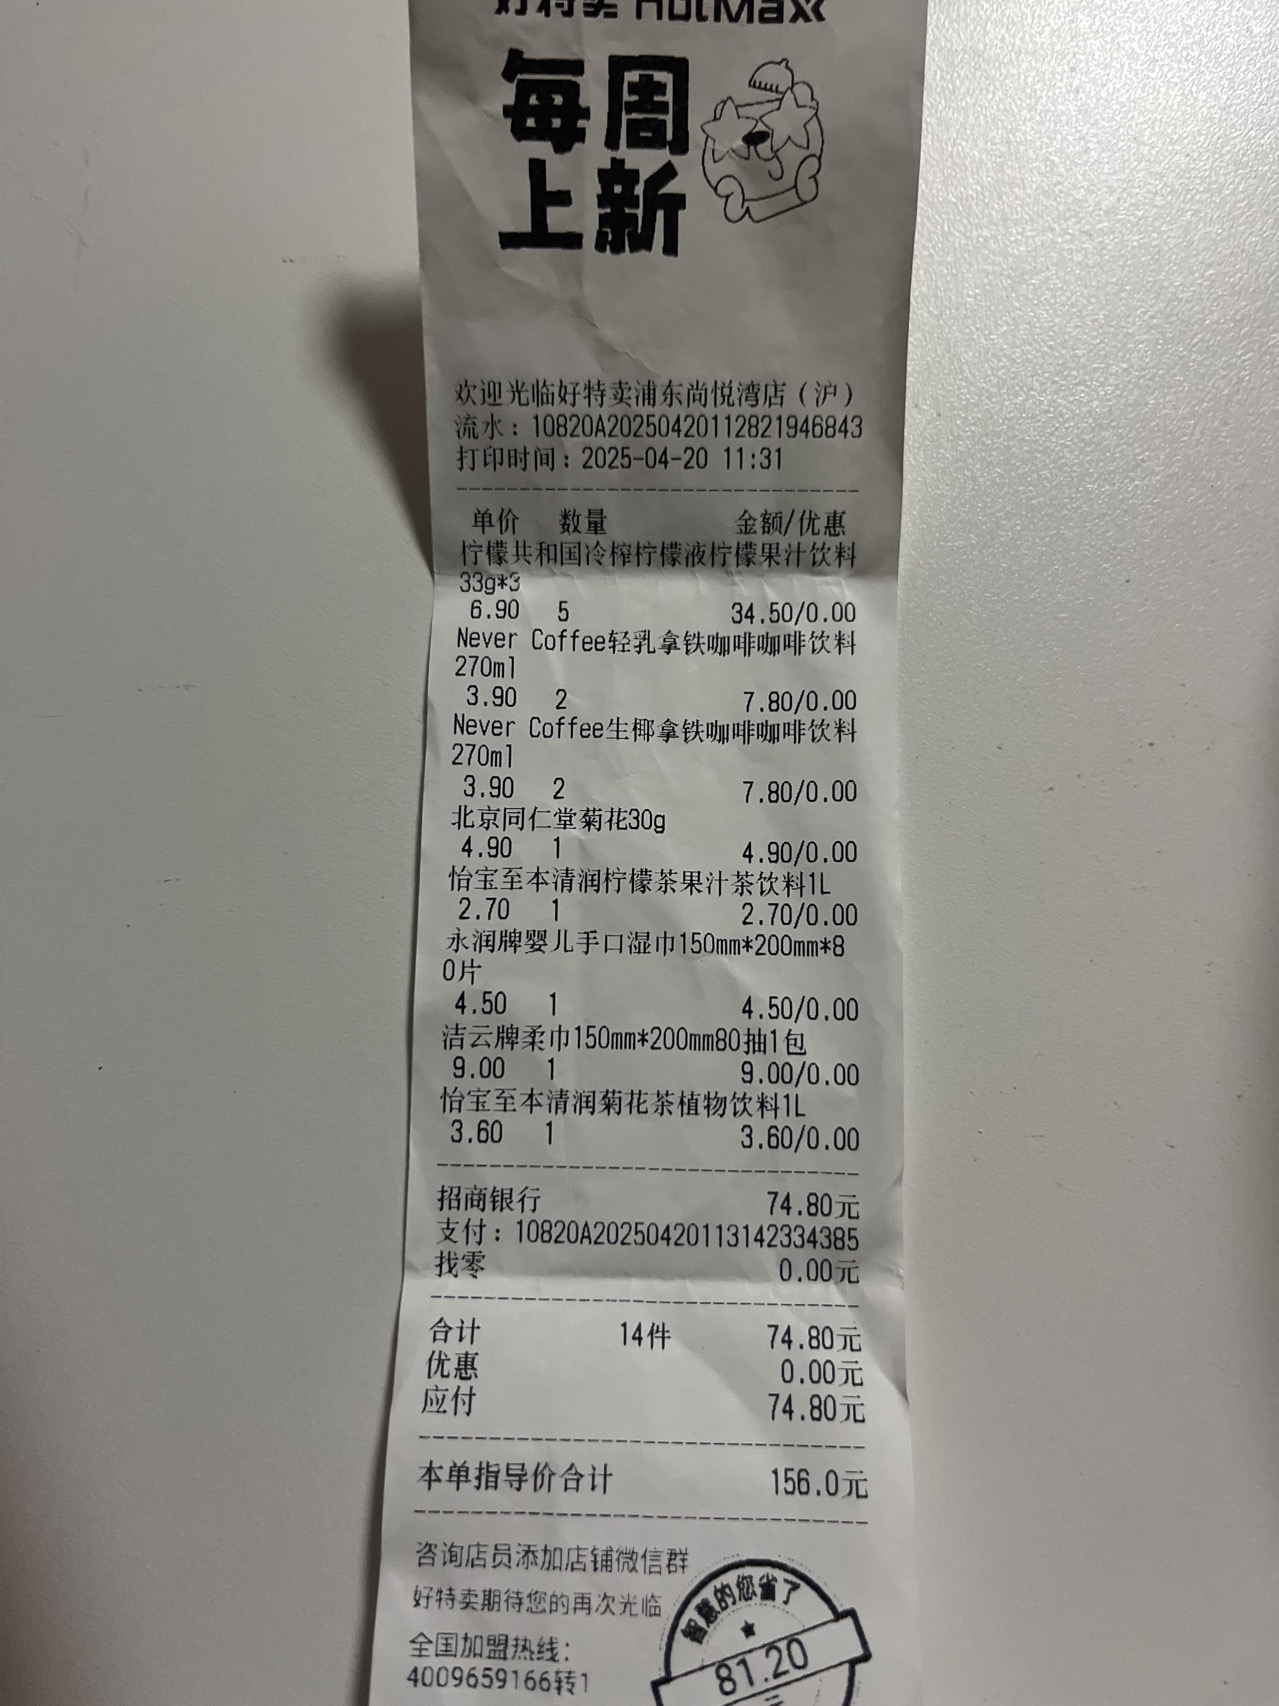 好特卖 HotMaxx
每周
上新
欢迎光临好特卖浦东尚悦湾店（沪）
流水：10820A202504201128219468​43
打印时间：2025-04-20 11:31
单价 数量 金额/优惠
柠檬共和国冷榨柠檬液柠檬果汁饮料
33g*3
6.90 5 34.50/0.00
Never Coffee轻乳拿铁咖啡咖啡饮料
270ml
3.90 2 7.80/0.00
Never Coffee生椰拿铁咖啡咖啡饮料
270ml
3.90 2 7.80/0.00
北京同仁堂菊花30g
4.90 1 4.90/0.00
怡宝至本清润柠檬茶果汁茶饮料1L
2.70 1 2.70/0.00
永润牌婴儿手口湿巾150mm*200mm*8
0片
4.50 1 4.50/0.00
洁云牌柔巾150mm*200mm80抽1包
9.00 1 9.00/0.00
怡宝至本清润菊花茶植物饮料1L
3.60 1 3.60/0.00
招商银行 74.80元
支付：10820A20250420113142334385
找零 0.00元
合计 14件 74.80元
优惠 0.00元
应付 74.80元
本单指导价合计 156.0元
咨询店员添加店铺微信群
好特卖期待您的再次光临
全国加盟热线：
4009659166转1
智慧的您省了
81.20
元